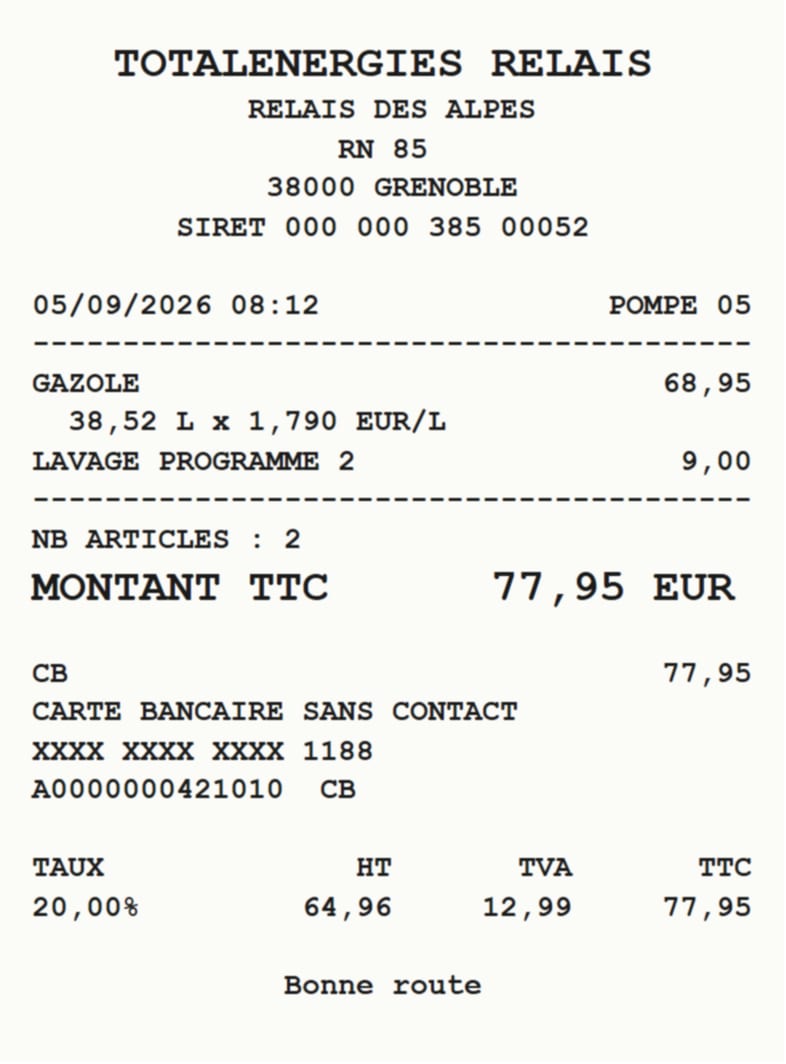 TOTALENERGIES RELAIS
RELAIS DES ALPES
RN 85
38000 GRENOBLE
SIRET 000 000 385 00052
05/09/2026 08:12 POMPE 05
----------------------------------------
GAZOLE 68,95
38,52 L x 1,790 EUR/L
LAVAGE PROGRAMME 2 9,00
----------------------------------------
NB ARTICLES : 2
MONTANT TTC 77,95 EUR
CB 77,95
CARTE BANCAIRE SANS CONTACT
XXXX XXXX XXXX 1188
A0000000421010 CB
TAUX HT TVA TTC
20,00% 64,96 12,99 77,95
Bonne route